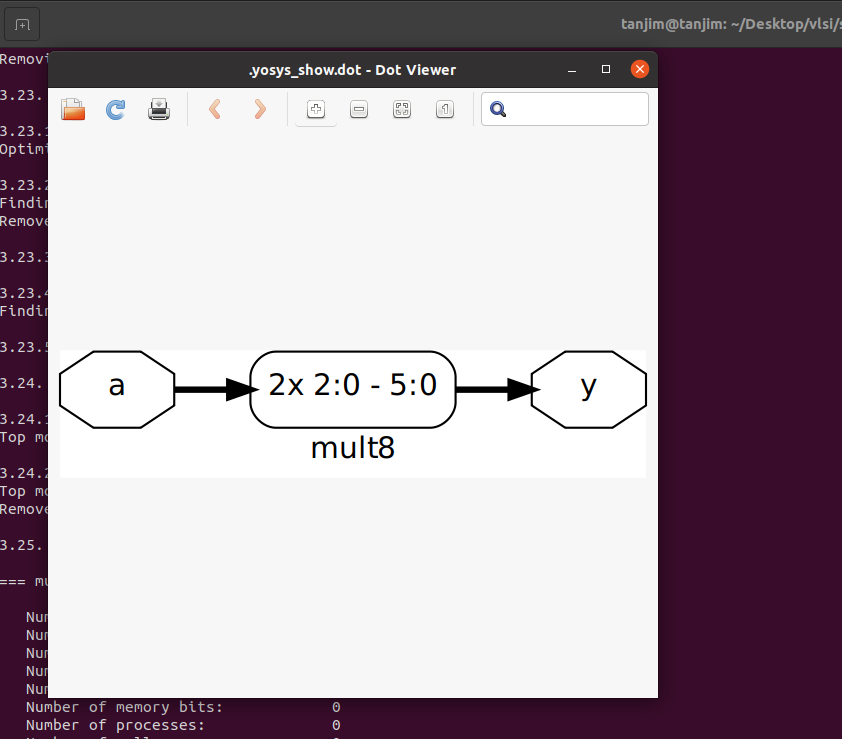 tanjim@tanjim: ~/Desktop/vlsi/s
.yosys_show.dot - Dot Viewer
Removi
3.23.
3.23.1
Optimi
3.23.2
Findin
Remove
3.23.3
3.23.4
Findin
3.23.5
3.24.
3.24.1
Top mo
3.24.2
Top mo
Remove
3.25.
=== mu
Num
Num
Num
Num
Num
Number of memory bits: 0
Number of processes: 0
1
a
2x 2:0 - 5:0
y
mult8